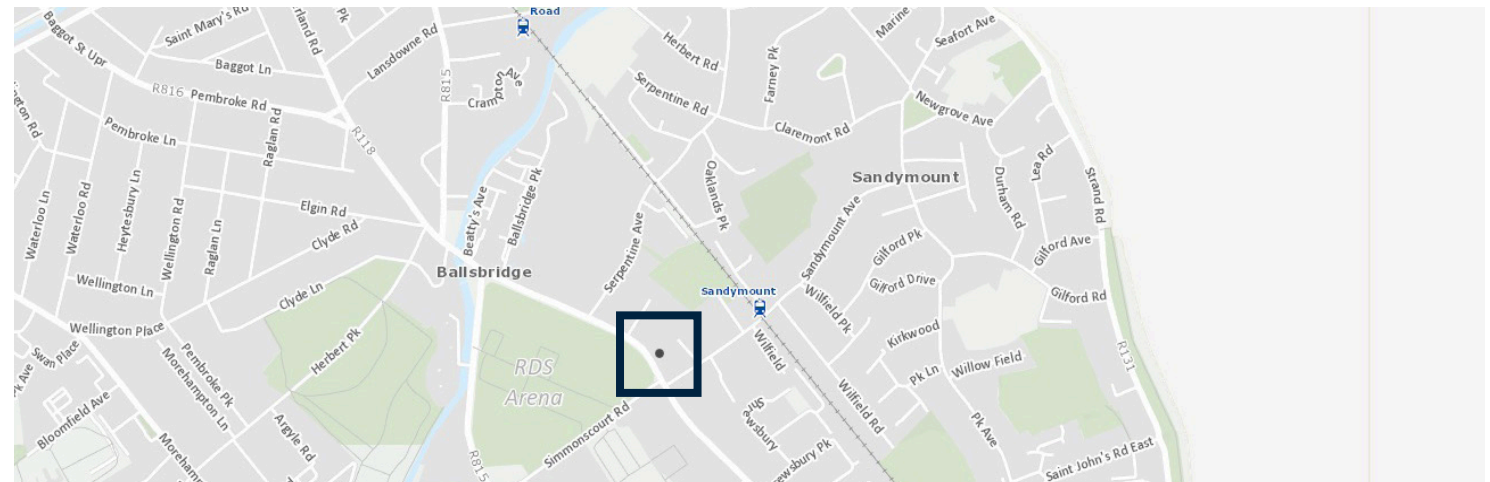 Road
Saint Mary's Rd
Baggot St Upr
Baggot Ln
R816 Pembroke Rd
Pembroke Ln
Raglan Rd
Lansdowne Rd
R815
R118
Crampton Ave
Herbert Rd
Serpentine Rd
Farney Pk
Marine
Seafort Ave
Newgrove Ave
Claremont Rd
Sandymount
Lea Rd
Durham Rd
Strand Rd
Oaklands Pk
Sandymount Ave
Gilford Pk
Gilford Ave
Gilford Drive
Gilford Rd
Waterloo Ln
Waterloo Rd
Heytesbury Ln
Wellington Rd
Raglan Ln
Elgin Rd
Clyde Rd
Beatty's Ave
Ballsbridge Pk
Serpentine Ave
Ballsbridge
Wellington Ln
Clyde Ln
Sandymount
Wilfield Pk
Wilfield
Kirkwood
R131
Wellington Place
Swan Place
Herbert Pk
Pembroke Pk
Morehampton Ln
RDS
Arena
Pk Ln
Willow Field
Wilfield Rd
Bloomfield Ave
Argyle Rd
Simmonscourt Rd
Shrewsbury
Pk Ave
R815
Saint John's Rd East